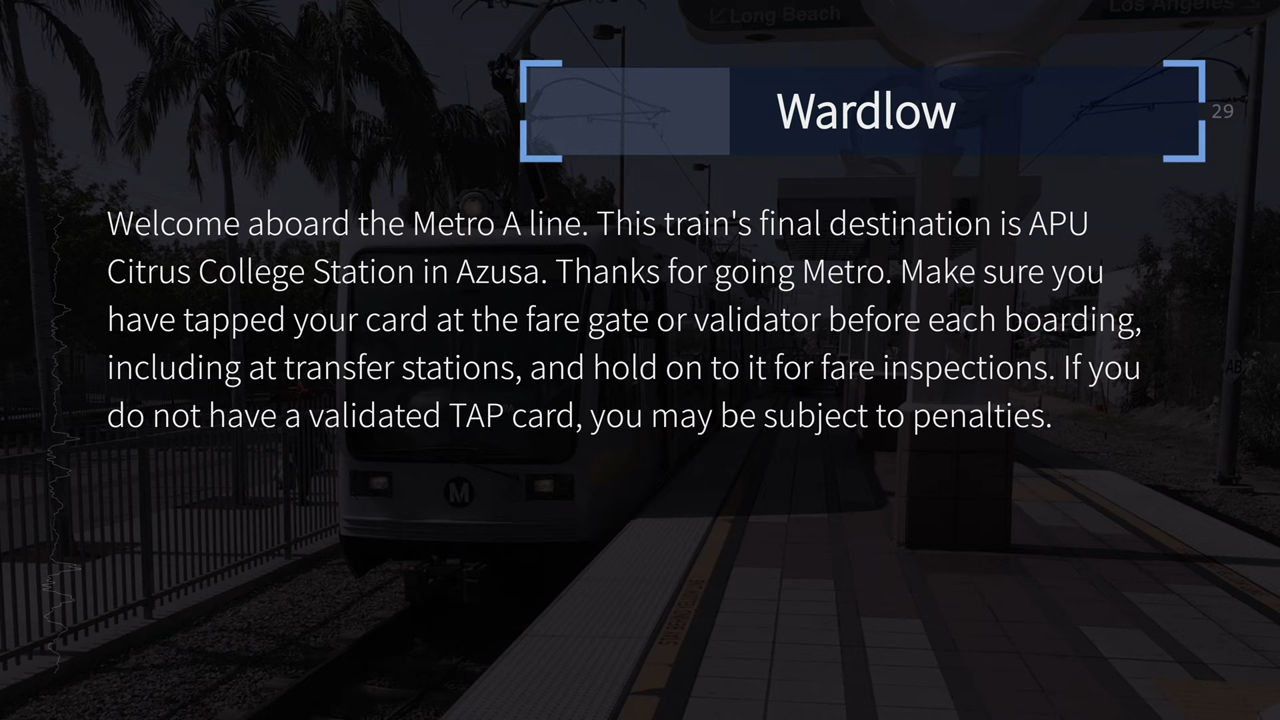 Long Beach
Los Angeles
Wardlow
29
Welcome aboard the Metro A line. This train's final destination is APU
Citrus College Station in Azusa. Thanks for going Metro. Make sure you
have tapped your card at the fare gate or validator before each boarding,
including at transfer stations, and hold on to it for fare inspections. If you
do not have a validated TAP card, you may be subject to penalties.
M